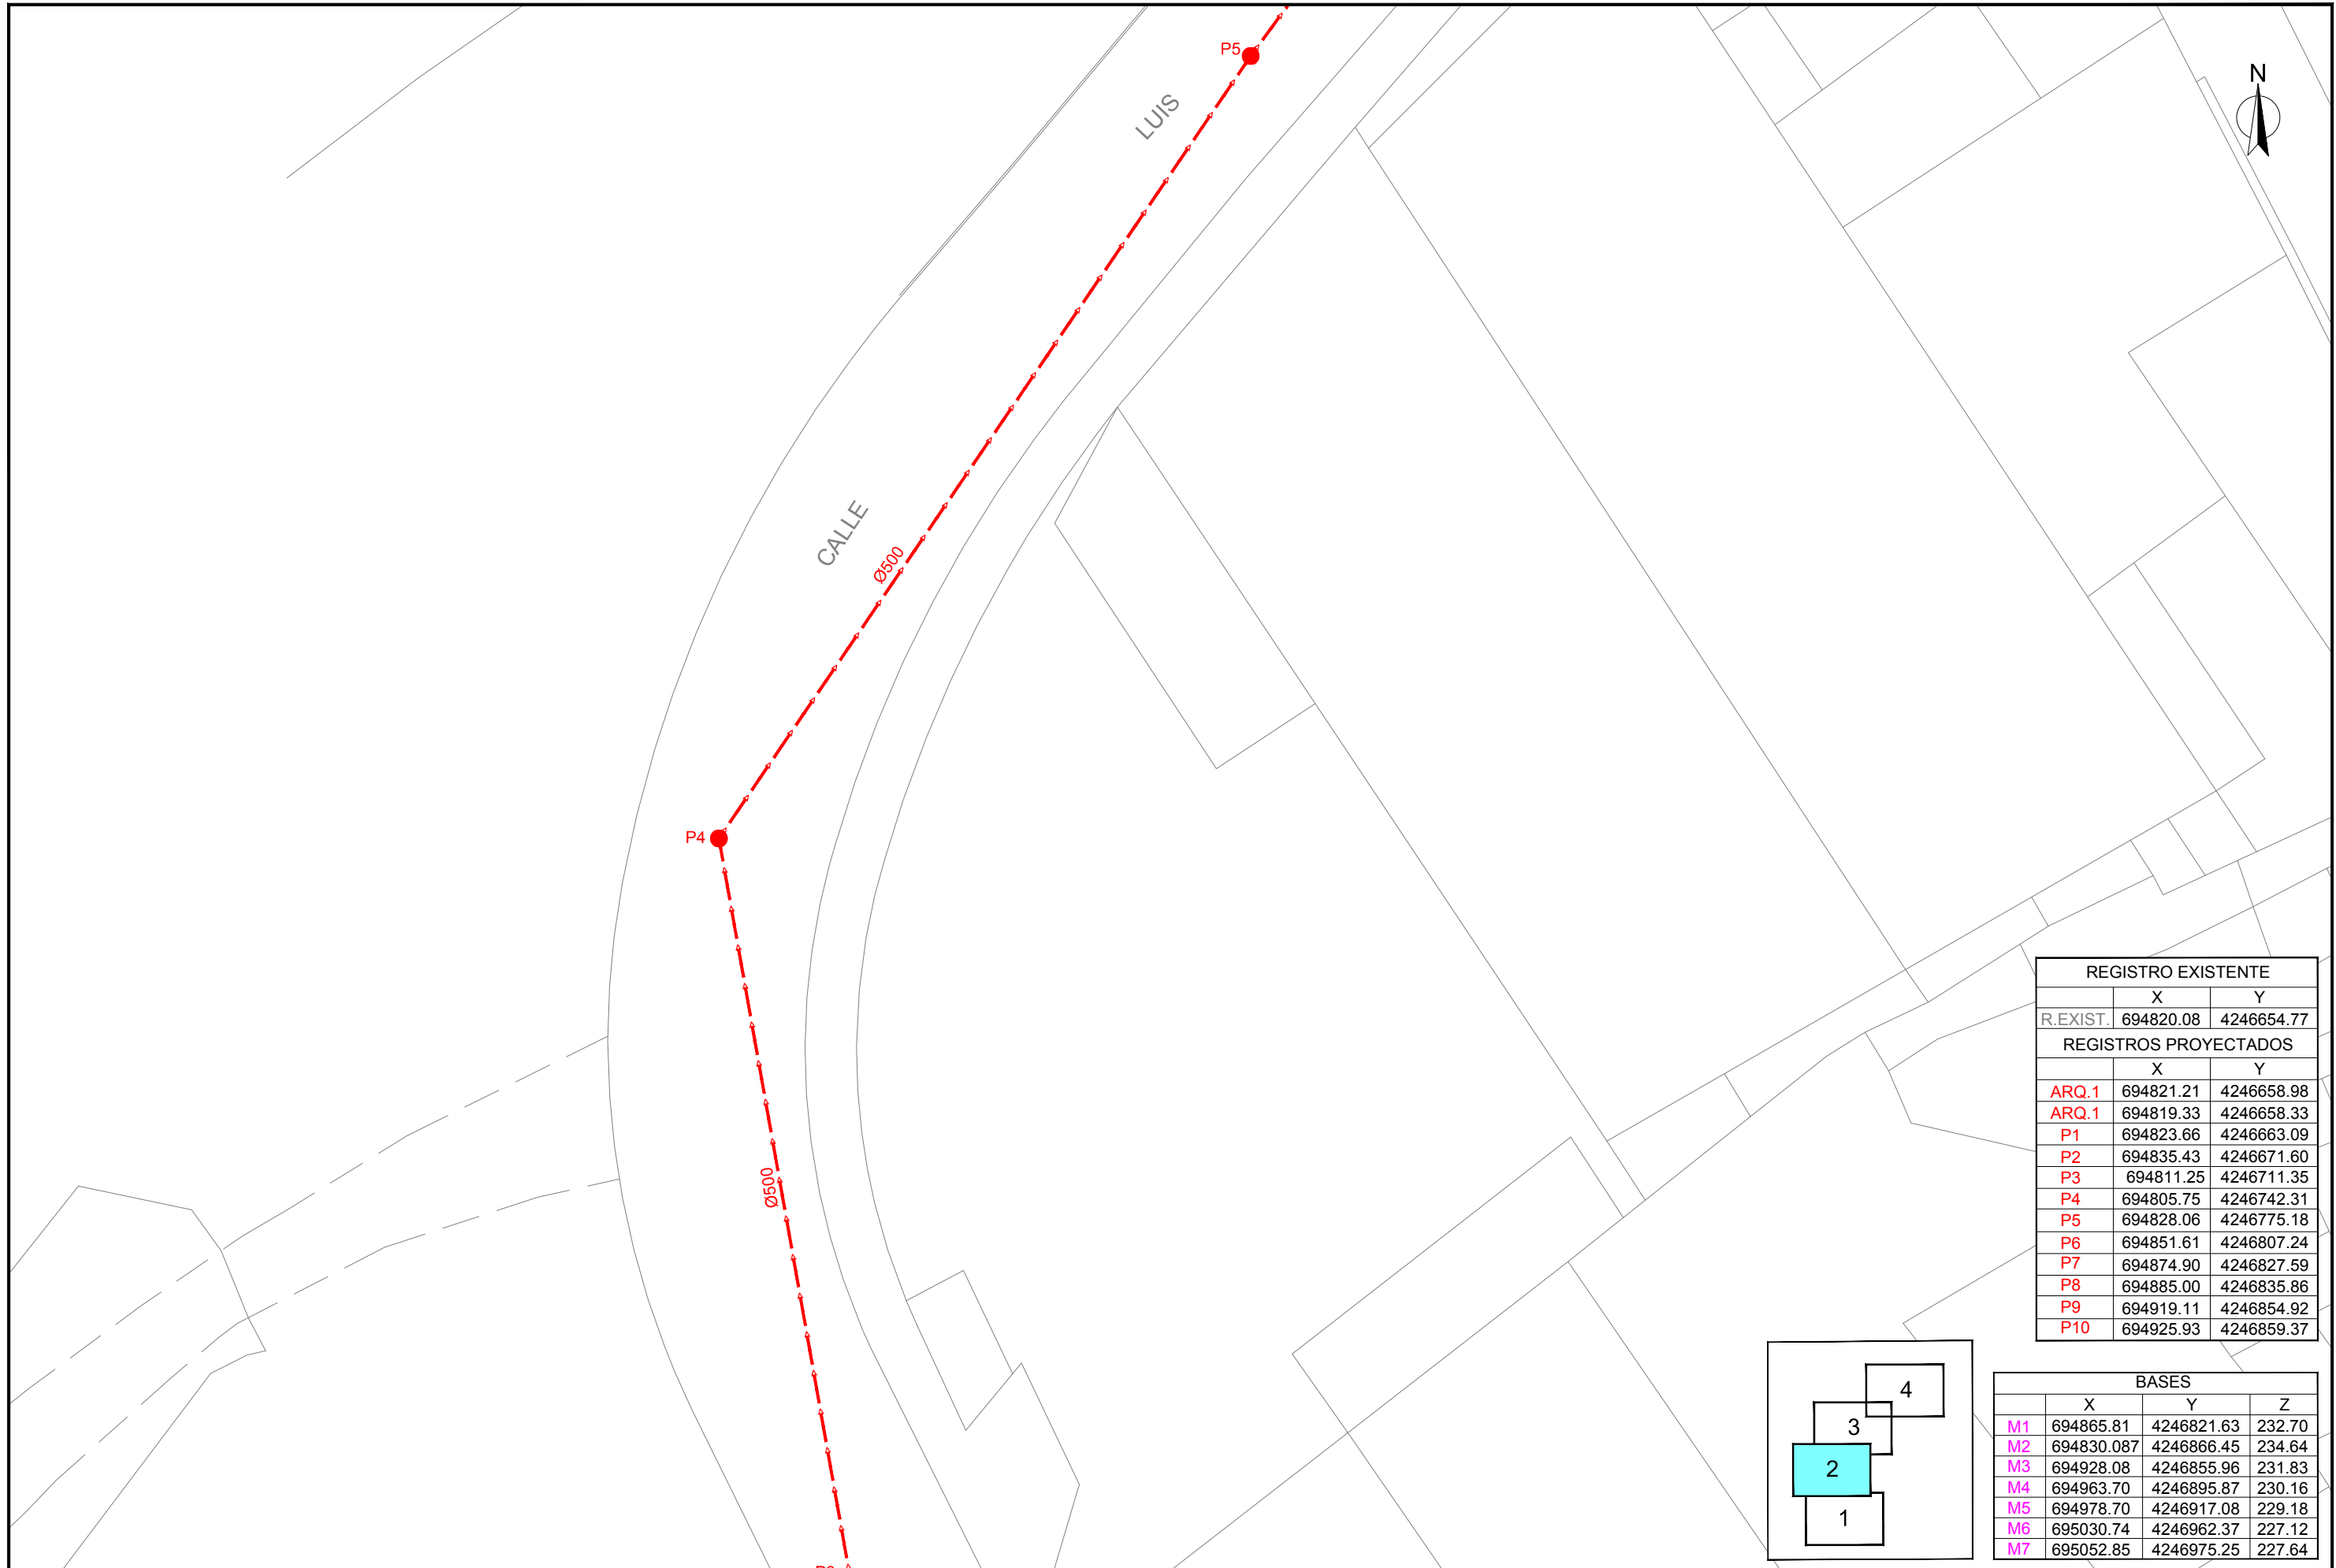 P5
N
LUIS
CALLE
Ø500
P4
Ø500
REGISTRO EXISTENTE
X Y
R.EXIST. 694820.08 4246654.77
REGISTROS PROYECTADOS
X Y
ARQ.1 694821.21 4246658.98
ARQ.1 694819.33 4246658.33
P1 694823.66 4246663.09
P2 694835.43 4246671.60
P3 694811.25 4246711.35
P4 694805.75 4246742.31
P5 694828.06 4246775.18
P6 694851.61 4246807.24
P7 694874.90 4246827.59
P8 694885.00 4246835.86
P9 694919.11 4246854.92
P10 694925.93 4246859.37
4
3
2
1
BASES
X Y Z
M1 694865.81 4246821.63 232.70
M2 694830.087 4246866.45 234.64
M3 694928.08 4246855.96 231.83
M4 694963.70 4246895.87 230.16
M5 694978.70 4246917.08 229.18
M6 695030.74 4246962.37 227.12
M7 695052.85 4246975.25 227.64